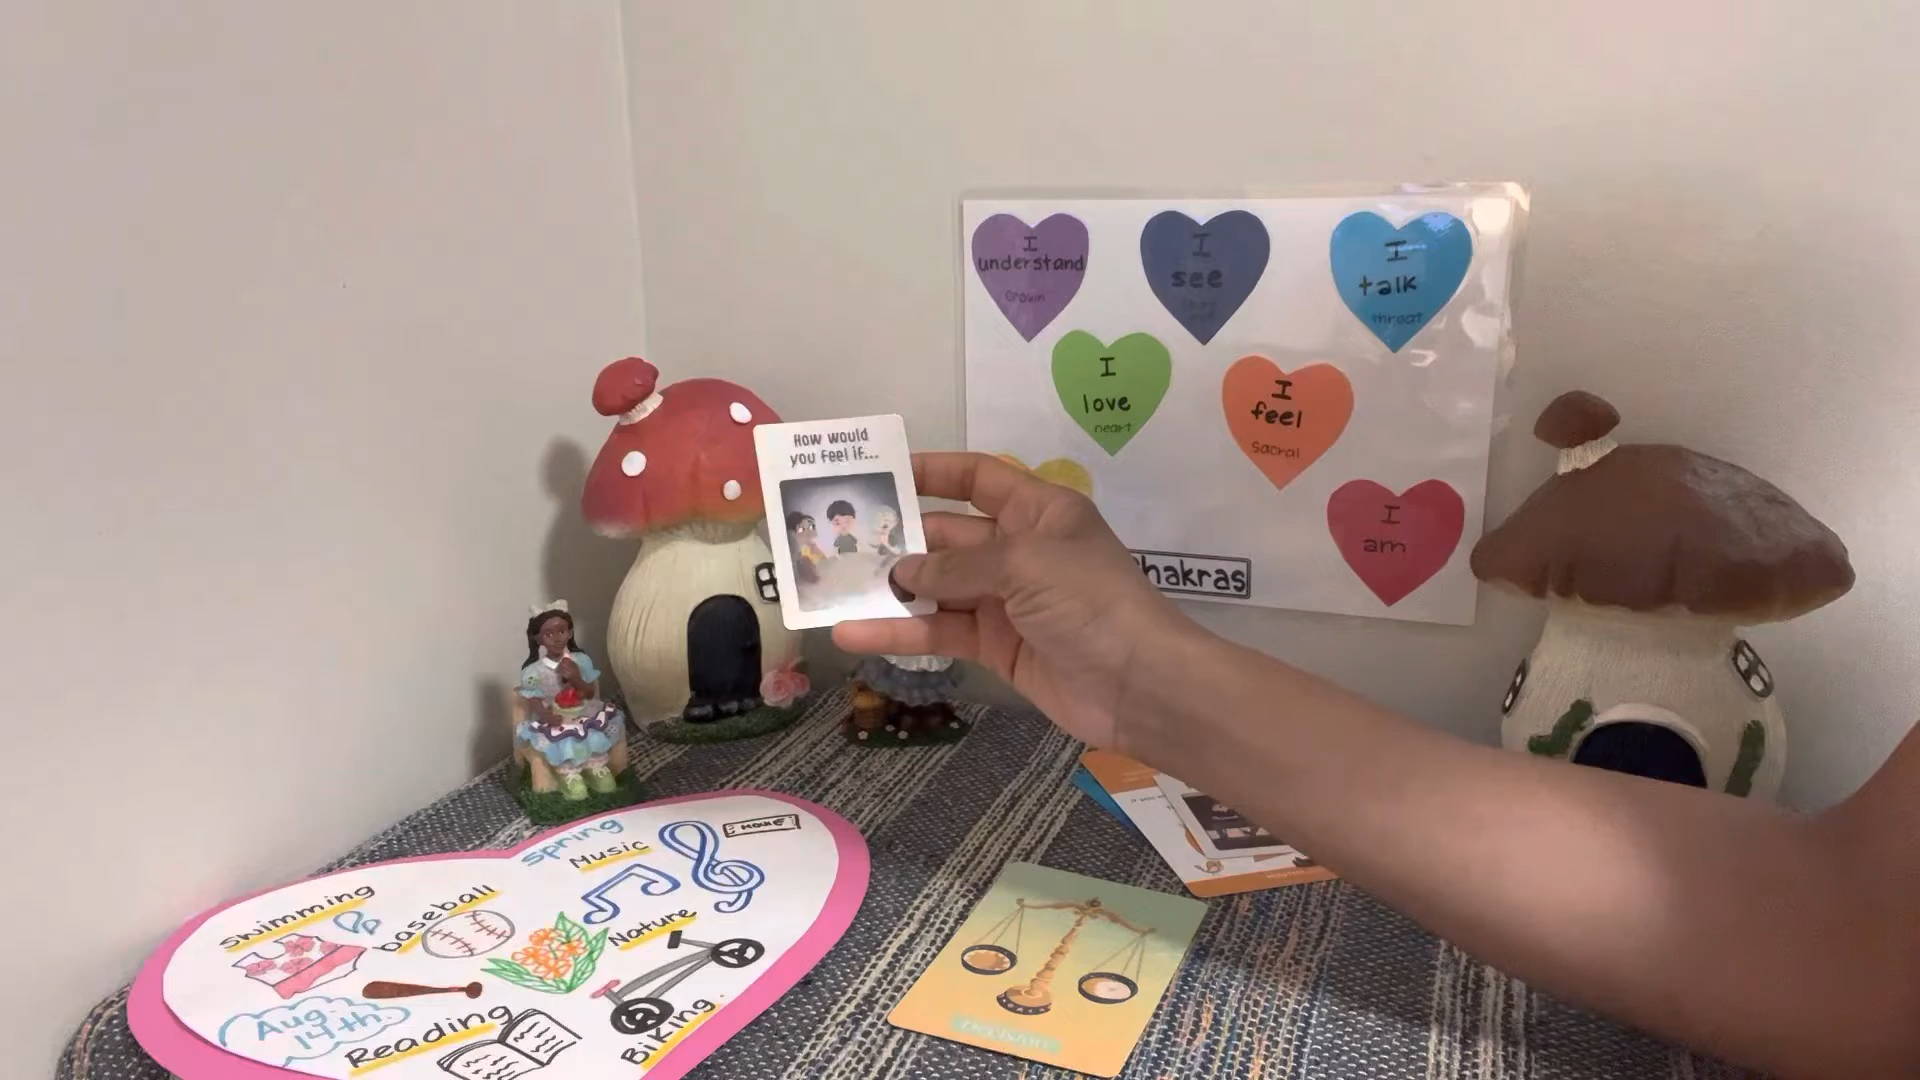 I
understand
Crown
I
see
I
talk
throat
I
love
heart
I
feel
Sacral
I
am
hakras
How would
you feel if...
spring
Music
Swimming
baseball
Nature
Aug.
14th.
Reading
Biking.
Decision